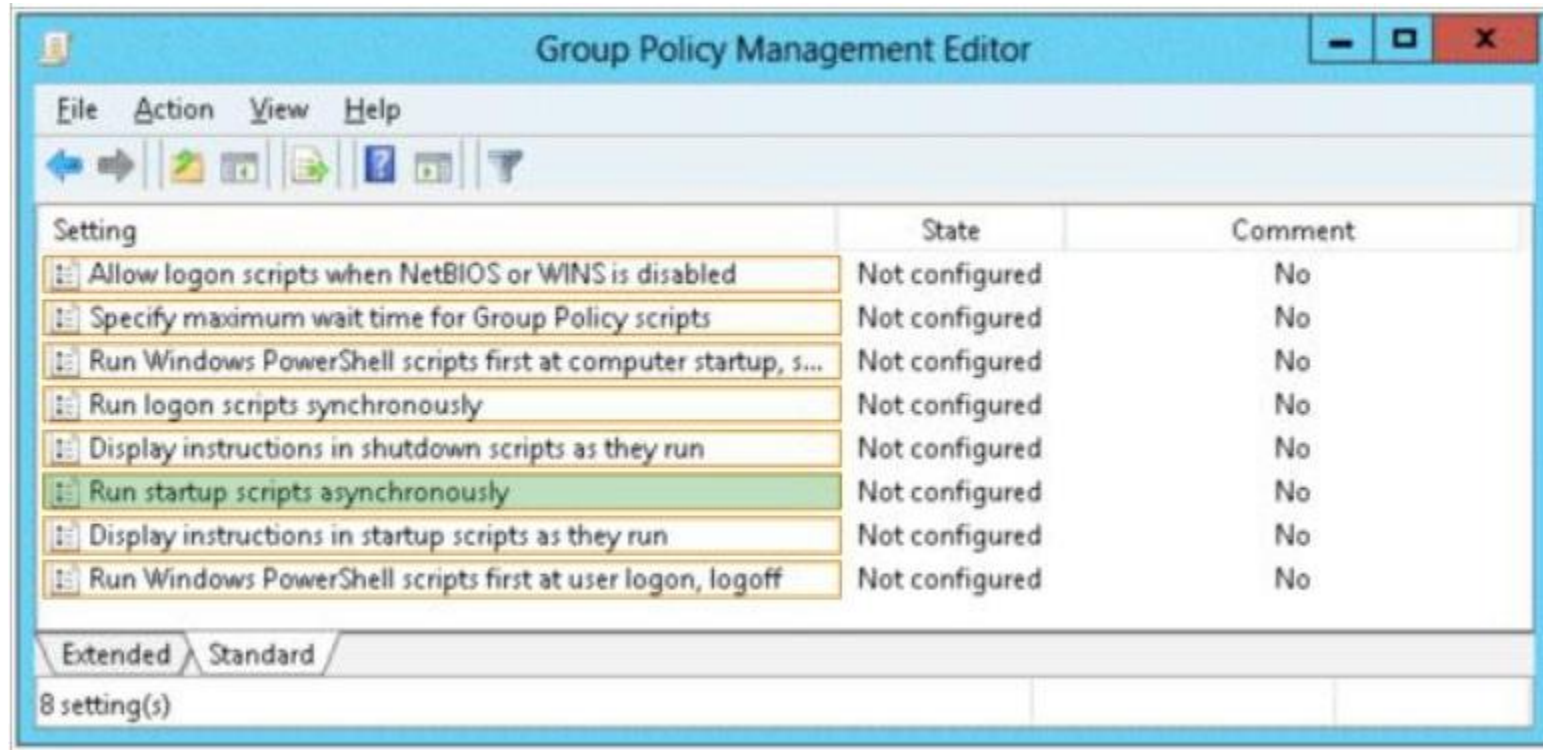 Group Policy Management Editor
File Action View Help
Setting State Comment
Allow logon scripts when NetBIOS or WINS is disabled Not configured No
Specify maximum wait time for Group Policy scripts Not configured No
Run Windows PowerShell scripts first at computer startup, s... Not configured No
Run logon scripts synchronously Not configured No
Display instructions in shutdown scripts as they run Not configured No
Run startup scripts asynchronously Not configured No
Display instructions in startup scripts as they run Not configured No
Run Windows PowerShell scripts first at user logon, logoff Not configured No
Extended Standard
8 setting(s)